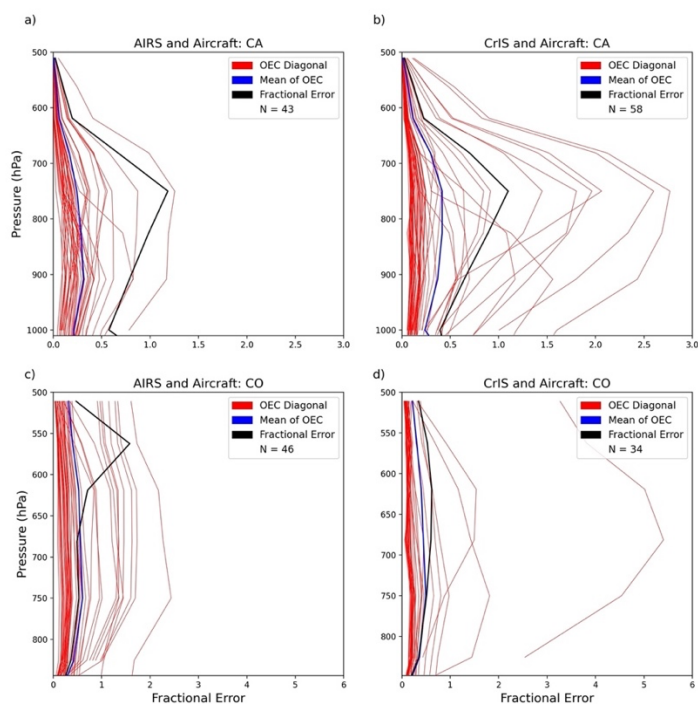 a)
AIRS and Aircraft: CA
500
600
700
800
900
1000
Pressure (hPa)
0.0 0.5 1.0 1.5 2.0 2.5 3.0
OEC Diagonal
Mean of OEC
Fractional Error
N = 43
b)
CrIS and Aircraft: CA
500
600
700
800
900
1000
0.0 0.5 1.0 1.5 2.0 2.5 3.0
OEC Diagonal
Mean of OEC
Fractional Error
N = 58
c)
AIRS and Aircraft: CO
500
550
600
650
700
750
800
Pressure (hPa)
0 1 2 3 4 5 6
Fractional Error
OEC Diagonal
Mean of OEC
Fractional Error
N = 46
d)
CrIS and Aircraft: CO
500
550
600
650
700
750
800
0 1 2 3 4 5 6
Fractional Error
OEC Diagonal
Mean of OEC
Fractional Error
N = 34